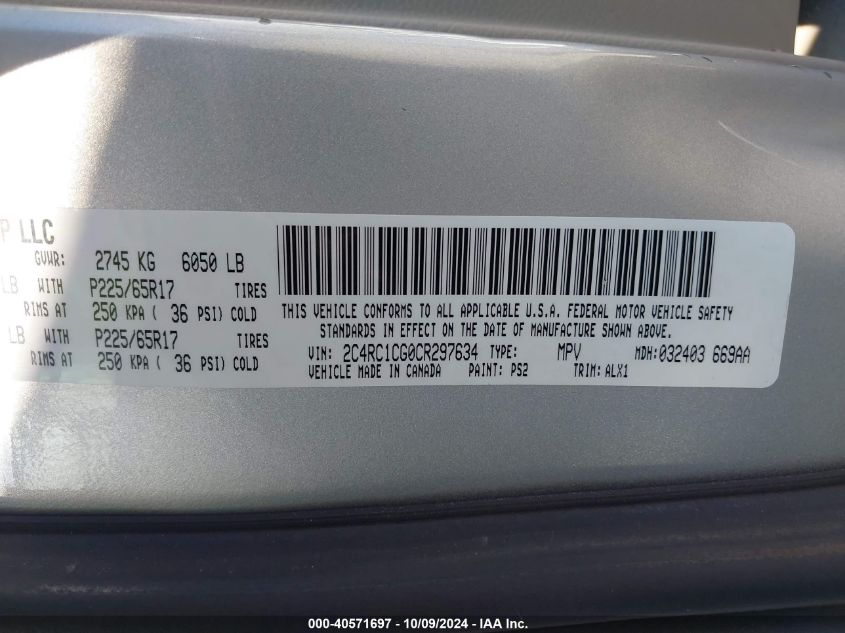 P LLC
GVWR: 2745 KG 6050 LB
LB WITH P225/65R17 TIRES
RIMS AT 250 KPA ( 36 PSI) COLD
LB WITH P225/65R17 TIRES
RIMS AT 250 KPA ( 36 PSI) COLD
THIS VEHICLE CONFORMS TO ALL APPLICABLE U.S.A. FEDERAL MOTOR VEHICLE SAFETY
STANDARDS IN EFFECT ON THE DATE OF MANUFACTURE SHOWN ABOVE.
VIN: 2C4RC1CG0CR297634 TYPE: MPV MDH:032403 669AA
VEHICLE MADE IN CANADA PAINT: PS2 TRIM: ALX1
000-40571697 - 10/09/2024 - IAA Inc.